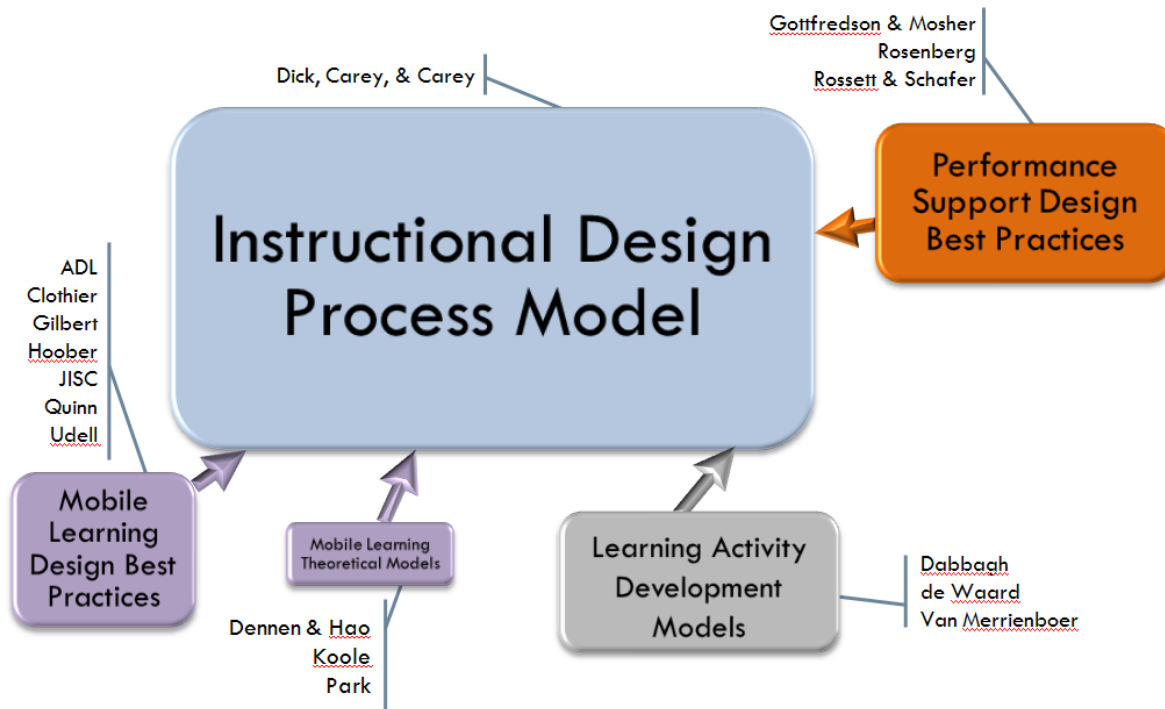 Gottfredson & Mosher
Rosenberg
Rossett & Schafer
Dick, Carey, & Carey
Instructional Design
Process Model
Performance
Support Design
Best Practices
ADL
Clothier
Gilbert
Hoober
JISC
Quinn
Udell
Mobile
Learning
Design Best
Practices
Mobile Learning
Theoretical Models
Dennen & Hao
Koole
Park
Learning Activity
Development
Models
Dabbagh
de Waard
Van Merrienboer